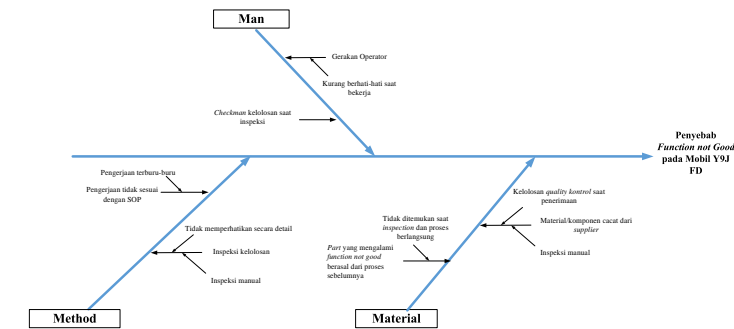 Man
Gerakan Operator
Kurang berhati-hati saat
bekerja
Checkman kelolosan saat
inspeksi
Penyebab
Function not Good
pada Mobil Y9J
FD
Pengerjaan terburu-buru
Pengerjaan tidak sesuai
dengan SOP
Tidak memperhatikan secara detail
Inspeksi kelolosan
Inspeksi manual
Kelolosan quality kontrol saat
penerimaan
Tidak ditemukan saat
inspection dan proses
berlangsung
Material/komponen cacat dari
supplier
Part yang mengalami
function not good
berasal dari proses
sebelumnya
Inspeksi manual
Method
Material